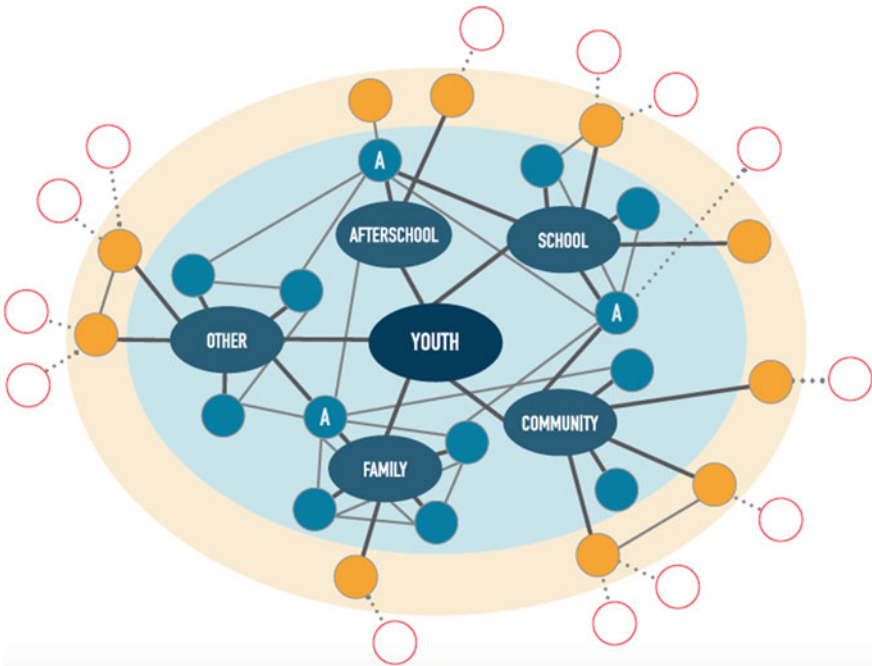 A
AFTERSCHOOL
SCHOOL
A
OTHER
YOUTH
A
COMMUNITY
FAMILY